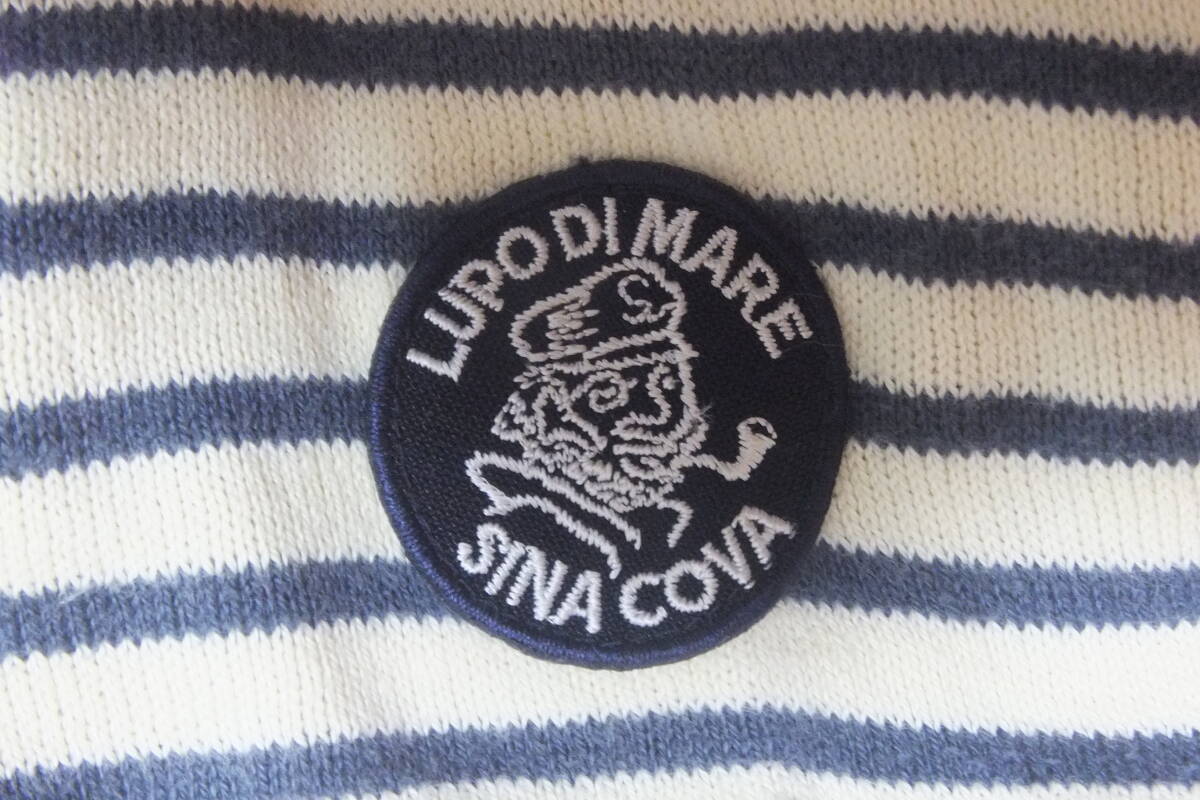 LUPO DI MARE
S
SINA COVA